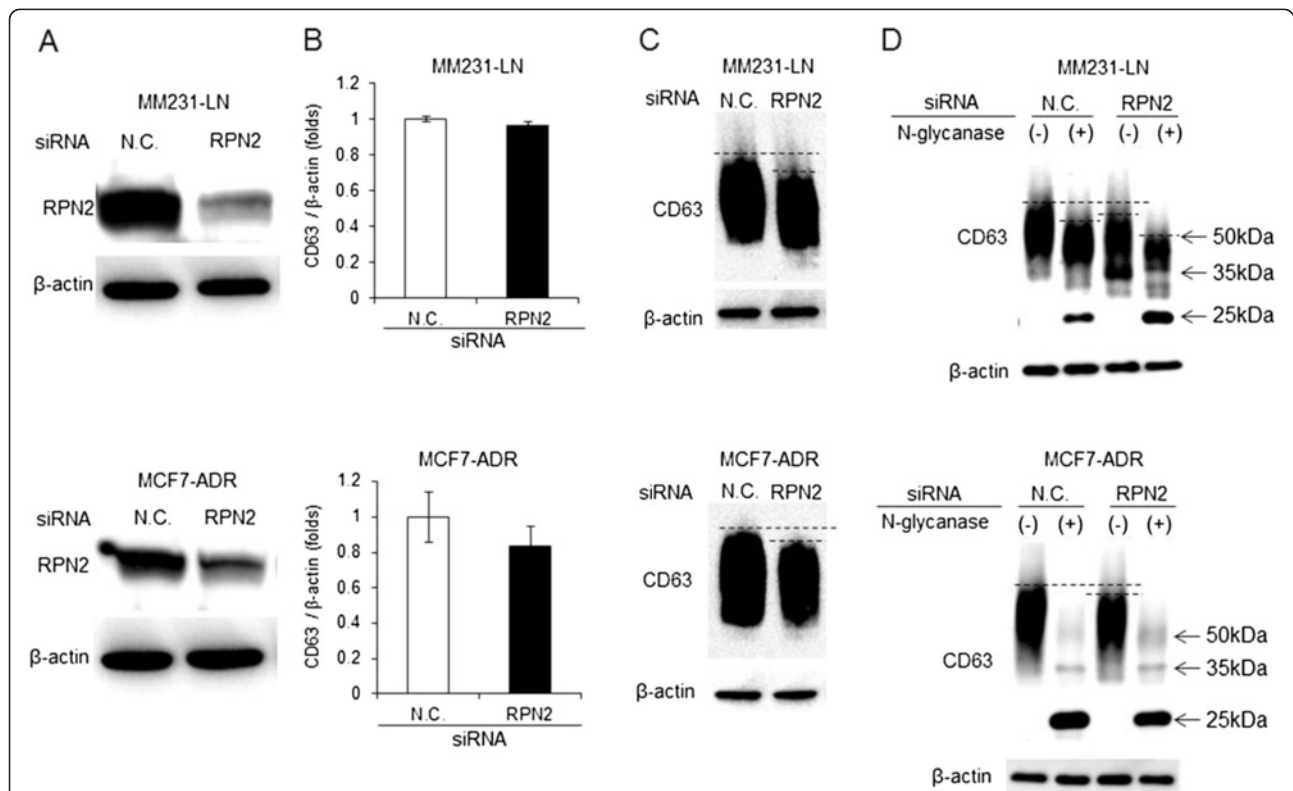 A
MM231-LN
siRNA N.C. RPN2
RPN2
β-actin
MCF7-ADR
siRNA N.C. RPN2
RPN2
β-actin
B
MM231-LN
CD63 / β-actin (folds)
1.2
1
0.8
0.6
0.4
0.2
0
N.C. RPN2
siRNA
MCF7-ADR
CD63 / β-actin (folds)
1.2
1
0.8
0.6
0.4
0.2
0
N.C. RPN2
siRNA
C
MM231-LN
siRNA N.C. RPN2
CD63
β-actin
MCF7-ADR
siRNA N.C. RPN2
CD63
β-actin
D
MM231-LN
siRNA N.C. RPN2
N-glycanase (-) (+) (-) (+)
CD63
50kDa
35kDa
25kDa
β-actin
MCF7-ADR
siRNA N.C. RPN2
N-glycanase (-) (+) (-) (+)
50kDa
CD63
35kDa
25kDa
β-actin